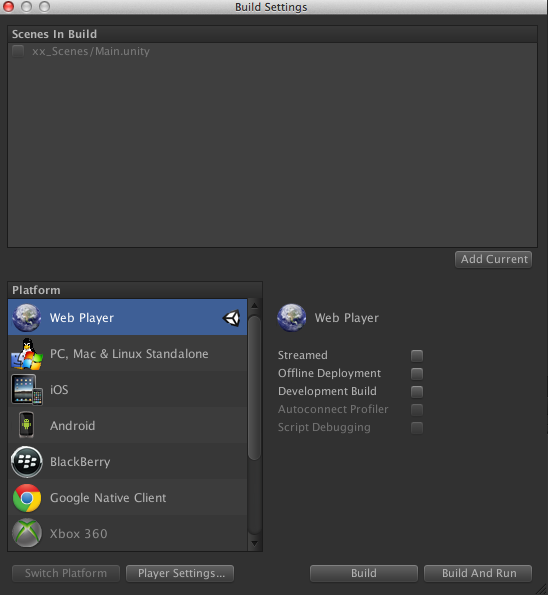 Build Settings
Scenes In Build
xx_Scenes/Main.unity
Add Current
Platform
Web Player
PC, Mac & Linux Standalone
iOS
Android
BlackBerry
Google Native Client
Xbox 360
Web Player
Streamed
Offline Deployment
Development Build
Autoconnect Profiler
Script Debugging
Switch Platform
Player Settings...
Build
Build And Run